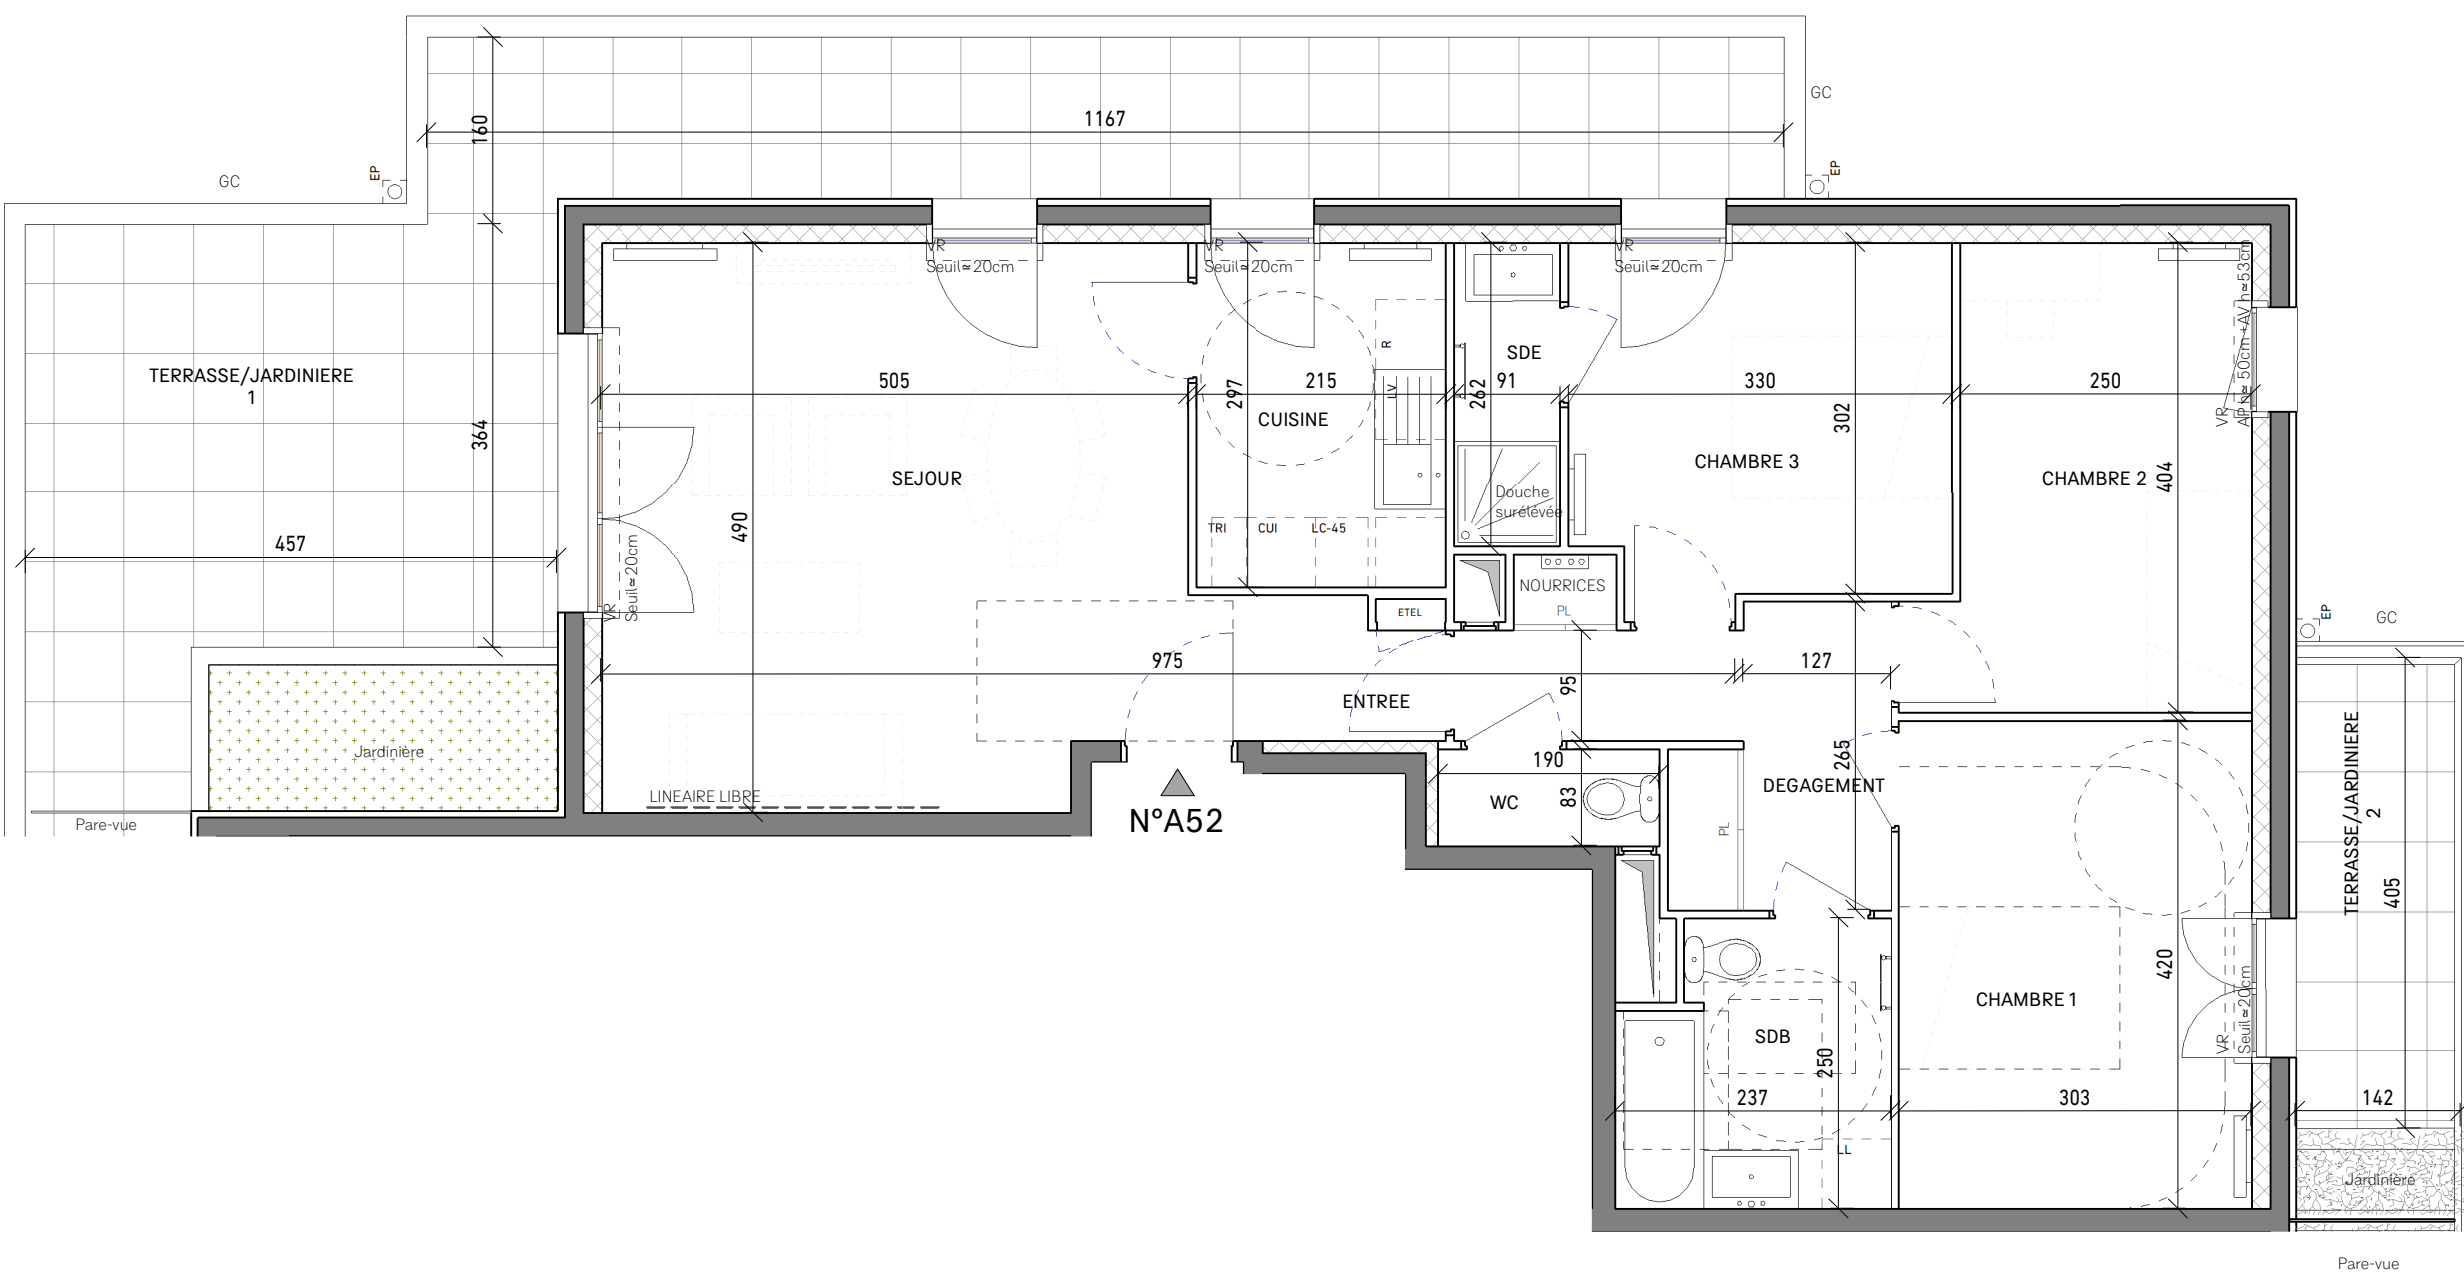 GC
1167
160
GC
EP
EP
VR
Seuil≃20cm
VR
Seuil≃20cm
VR
Seuil≃20cm
TERRASSE/JARDINIERE
1
364
457
505
SEJOUR
490
VR
Seuil≃20cm
297
215
R
LV
CUISINE
TRI
CUI
LC-45
SDE
262
91
Douche
surélevée
330
302
CHAMBRE 3
250
CHAMBRE 2
404
VR
AP h≃50cm+AV h≃53cm
NOURRICES
PL
ETEL
975
127
ENTREE
95
EP
GC
Jardinière
LINEAIRE LIBRE
Pare-vue
N°A52
190
WC
83
PL
265
DEGAGEMENT
TERRASSE/JARDINIERE
2
405
420
CHAMBRE 1
VR
Seuil≃20cm
SDB
250
237
303
142
LL
Jardinière
Pare-vue